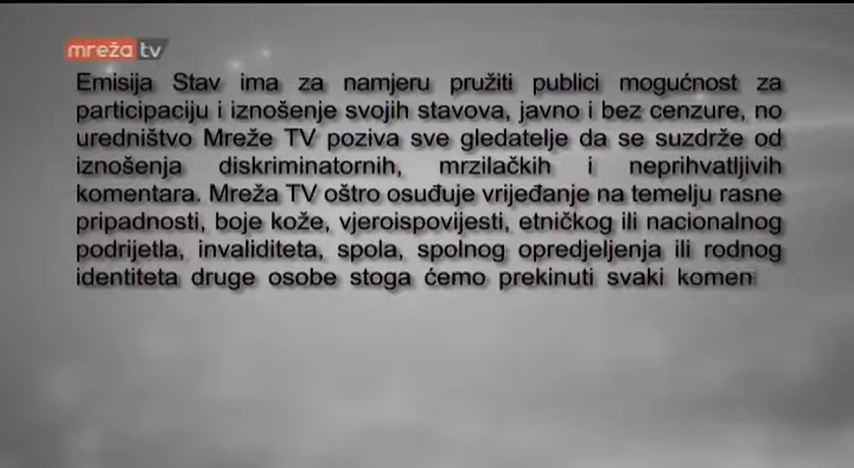 mreža tv
Emisija Stav ima za namjeru pružiti publici mogućnost za
participaciju i iznošenje svojih stavova, javno i bez cenzure, no
uredništvo Mreže TV poziva sve gledatelje da se suzdrže od
iznošenja diskriminatornih, mrzilačkih i neprihvatljivih
komentara. Mreža TV oštro osuđuje vrijeđanje na temelju rasne
pripadnosti, boje kože, vjeroispovijesti, etničkog ili nacionalnog
podrijetla, invaliditeta, spola, spolnog opredjeljenja ili rodnog
identiteta druge osobe stoga ćemo prekinuti svaki komen